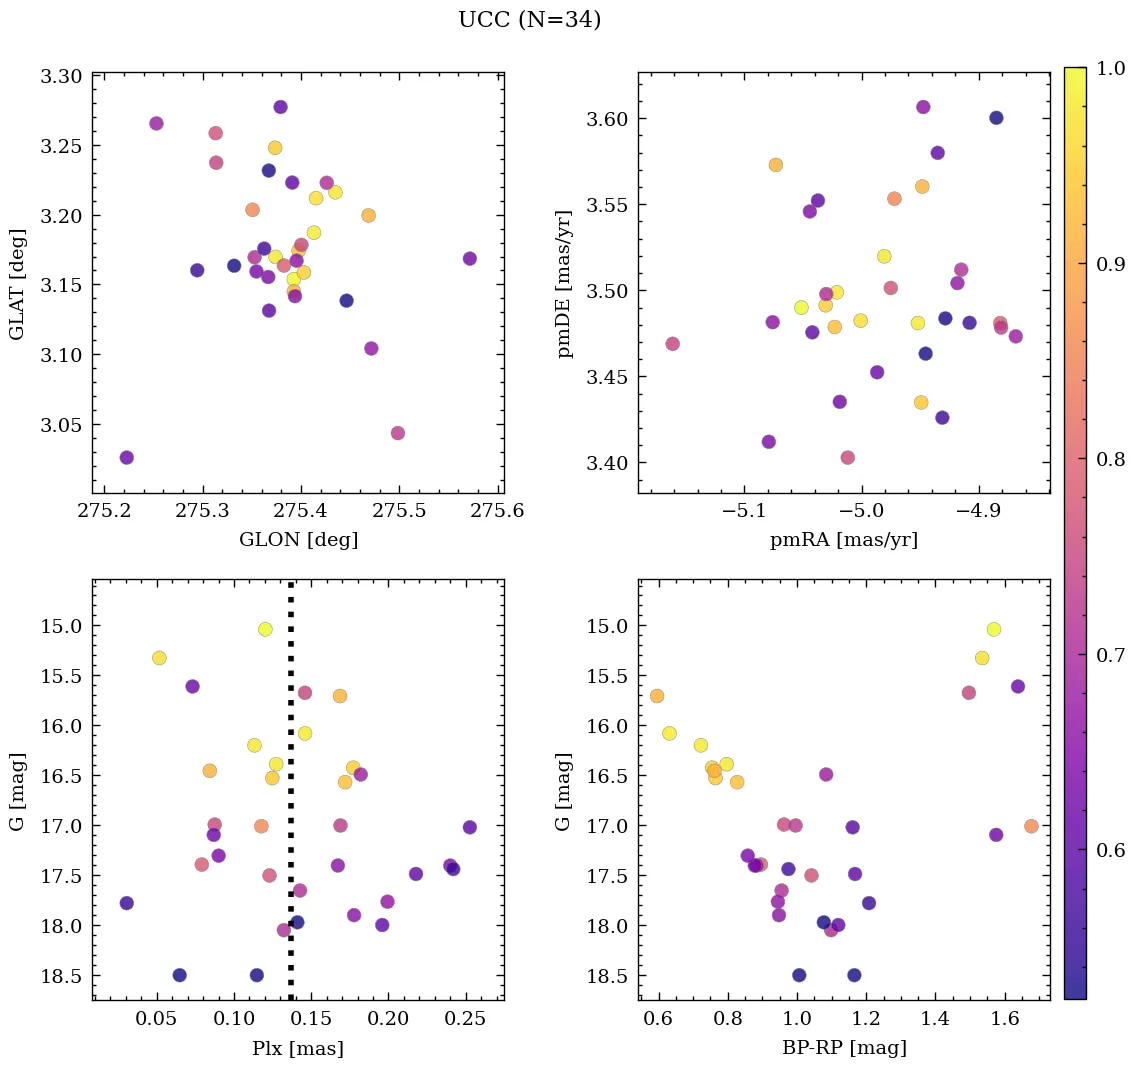 UCC (N=34)
3.30
3.25
3.20
3.15
3.10
3.05
GLAT [deg]
275.2 275.3 275.4 275.5 275.6
GLON [deg]
3.60
3.55
3.50
3.45
3.40
pmDE [mas/yr]
−5.1 −5.0 −4.9
pmRA [mas/yr]
1.0
0.9
0.8
0.7
0.6
15.0
15.5
16.0
16.5
17.0
17.5
18.0
18.5
G [mag]
0.05 0.10 0.15 0.20 0.25
Plx [mas]
15.0
15.5
16.0
16.5
17.0
17.5
18.0
18.5
G [mag]
0.6 0.8 1.0 1.2 1.4 1.6
BP-RP [mag]